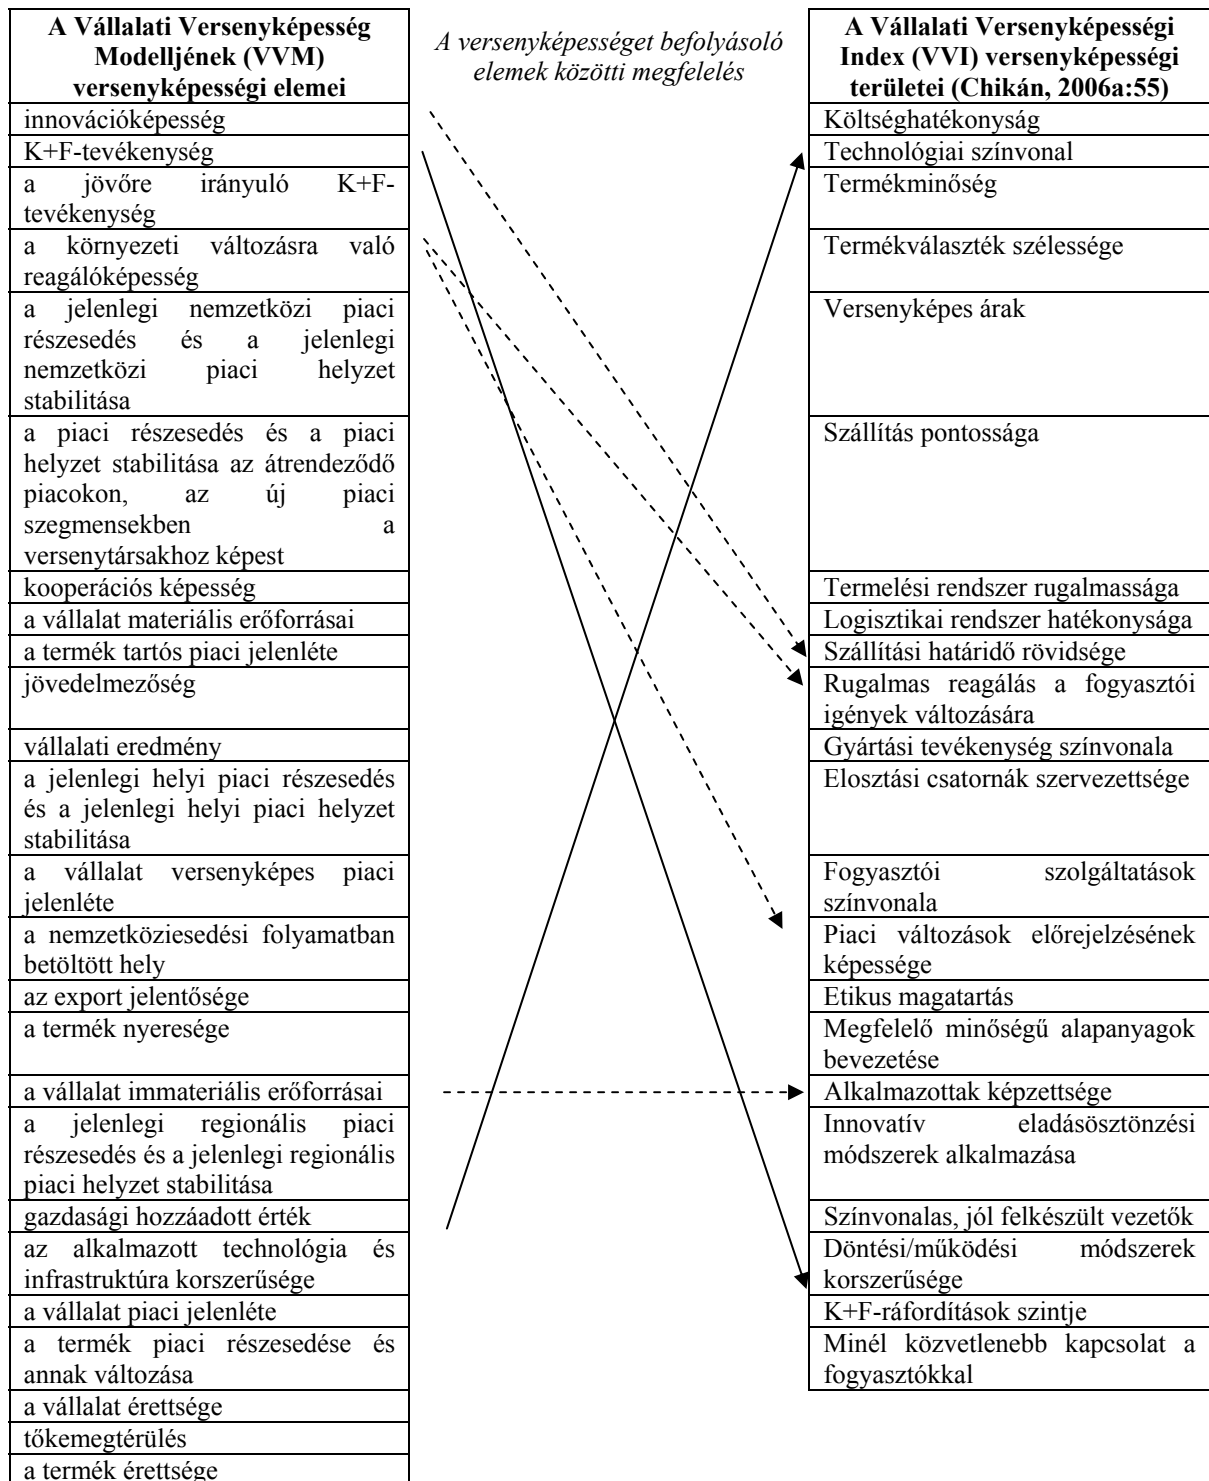 A Vállalati Versenyképesség
Modelljének (VVM)
versenyképességi elemei
innovációképesség
K+F-tevékenység
a jövőre irányuló K+F-
tevékenység
a környezeti változásra való
reagálóképesség
a jelenlegi nemzetközi piaci
részesedés és a jelenlegi
nemzetközi piaci helyzet
stabilitása
a piaci részesedés és a piaci
helyzet stabilitása az átrendeződő
piacokon, az új piaci
szegmensekben a
versenytársakhoz képest
kooperációs képesség
a vállalat materiális erőforrásai
a termék tartós piaci jelenléte
jövedelmezőség
vállalati eredmény
a jelenlegi helyi piaci részesedés
és a jelenlegi helyi piaci helyzet
stabilitása
a vállalat versenyképes piaci
jelenléte
a nemzetköziesedési folyamatban
betöltött hely
az export jelentősége
a termék nyeresége
a vállalat immateriális erőforrásai
a jelenlegi regionális piaci
részesedés és a jelenlegi regionális
piaci helyzet stabilitása
gazdasági hozzáadott érték
az alkalmazott technológia és
infrastruktúra korszerűsége
a vállalat piaci jelenléte
a termék piaci részesedése és
annak változása
a vállalat érettsége
tőkemegtérülés
a termék érettsége
A versenyképességet befolyásoló
elemek közötti megfelelés
A Vállalati Versenyképességi
Index (VVI) versenyképességi
területei (Chikán, 2006a:55)
Költséghatékonyság
Technológiai színvonal
Termékminőség
Termékválaszték szélessége
Versenyképes árak
Szállítás pontossága
Termelési rendszer rugalmassága
Logisztikai rendszer hatékonysága
Szállítási határidő rövidsége
Rugalmas reagálás a fogyasztói
igények változására
Gyártási tevékenység színvonala
Elosztási csatornák szervezettsége
Fogyasztói szolgáltatások
színvonala
Piaci változások előrejelzésének
képessége
Etikus magatartás
Megfelelő minőségű alapanyagok
bevezetése
Alkalmazottak képzettsége
Innovatív eladásösztönzési
módszerek alkalmazása
Színvonalas, jól felkészült vezetők
Döntési/működési módszerek
korszerűsége
K+F-ráfordítások szintje
Minél közvetlenebb kapcsolat a
fogyasztókkal